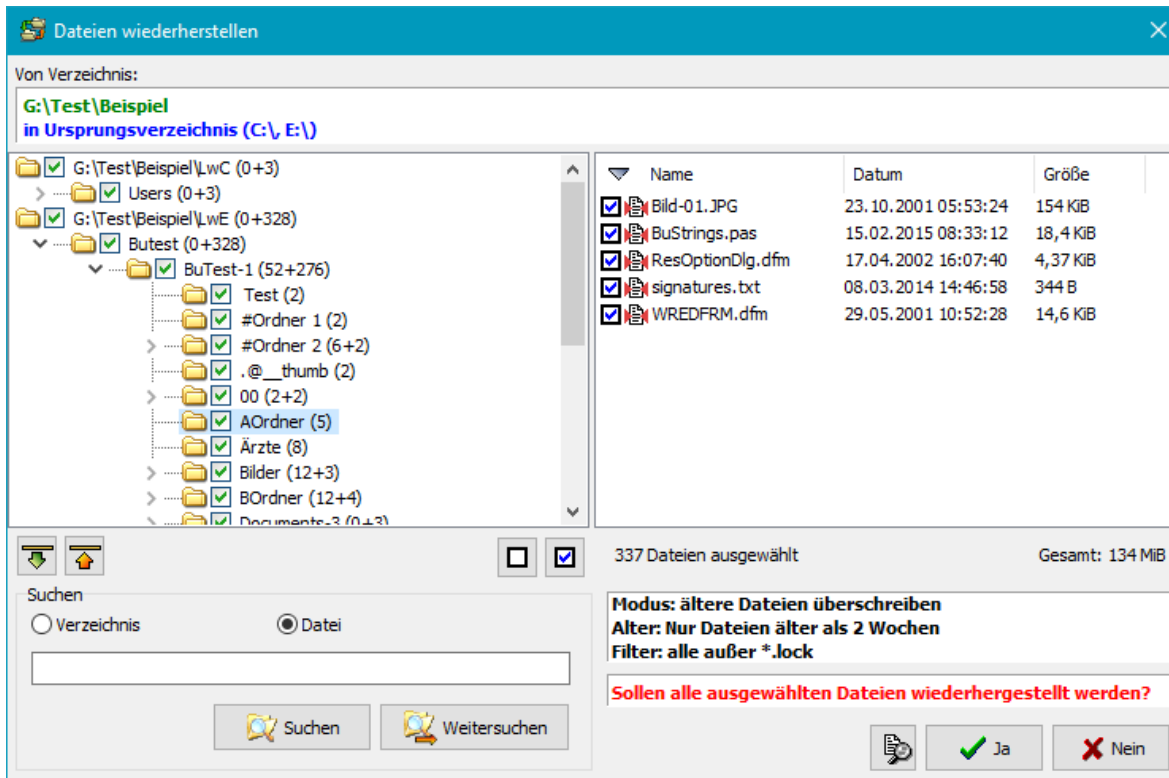 Dateien wiederherstellen
Von Verzeichnis:
G:\Test\Beispiel
in Ursprungsverzeichnis (C:\, E:\)
G:\Test\Beispiel\LwC (0+3)
Users (0+3)
G:\Test\Beispiel\LwE (0+328)
Butest (0+328)
BuTest-1 (52+276)
Test (2)
#Ordner 1 (2)
#Ordner 2 (6+2)
.@__thumb (2)
00 (2+2)
AOrdner (5)
Ärzte (8)
Bilder (12+3)
BOrdner (12+4)
Documents-3 (0+3)
Name Datum Größe
Bild-01.JPG 23.10.2001 05:53:24 154 KiB
BuStrings.pas 15.02.2015 08:33:12 18,4 KiB
ResOptionDlg.dfm 17.04.2002 16:07:40 4,37 KiB
signatures.txt 08.03.2014 14:46:58 344 B
WREDFRM.dfm 29.05.2001 10:52:28 14,6 KiB
337 Dateien ausgewählt Gesamt: 134 MiB
Suchen
Verzeichnis Datei
Suchen Weitersuchen
Modus: ältere Dateien überschreiben
Alter: Nur Dateien älter als 2 Wochen
Filter: alle außer *.lock
Sollen alle ausgewählten Dateien wiederhergestellt werden?
Ja Nein